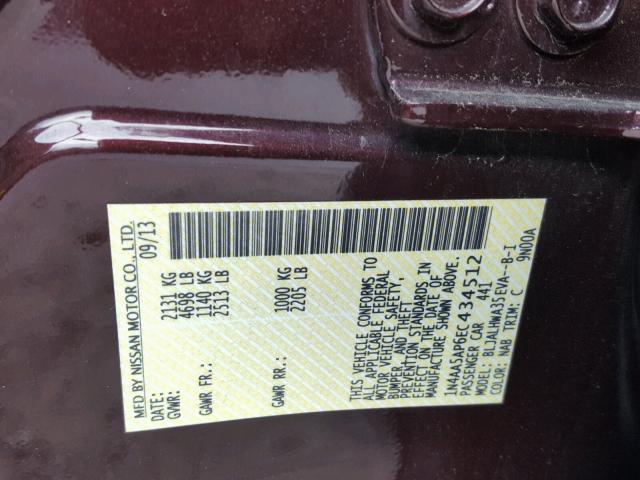 MFD BY NISSAN MOTOR CO., LTD.
DATE: 09/13
GVWR: 2131 KG
4698 LB
GAWR FR.: 1140 KG
2513 LB
GAWR RR: 1000 KG
2205 LB
THIS VEHICLE CONFORMS TO
ALL APPLICABLE FEDERAL
MOTOR VEHICLE SAFETY,
BUMPER, AND THEFT
PREVENTION STANDARDS IN
EFFECT ON THE DATE OF
MANUFACTURE SHOWN ABOVE.
1N4AA5AP6EC434512
PASSENGER CAR 441
MODEL: BLJALHWA35EVA--B-I
COLOR: NAB TRIM: C 9N00A